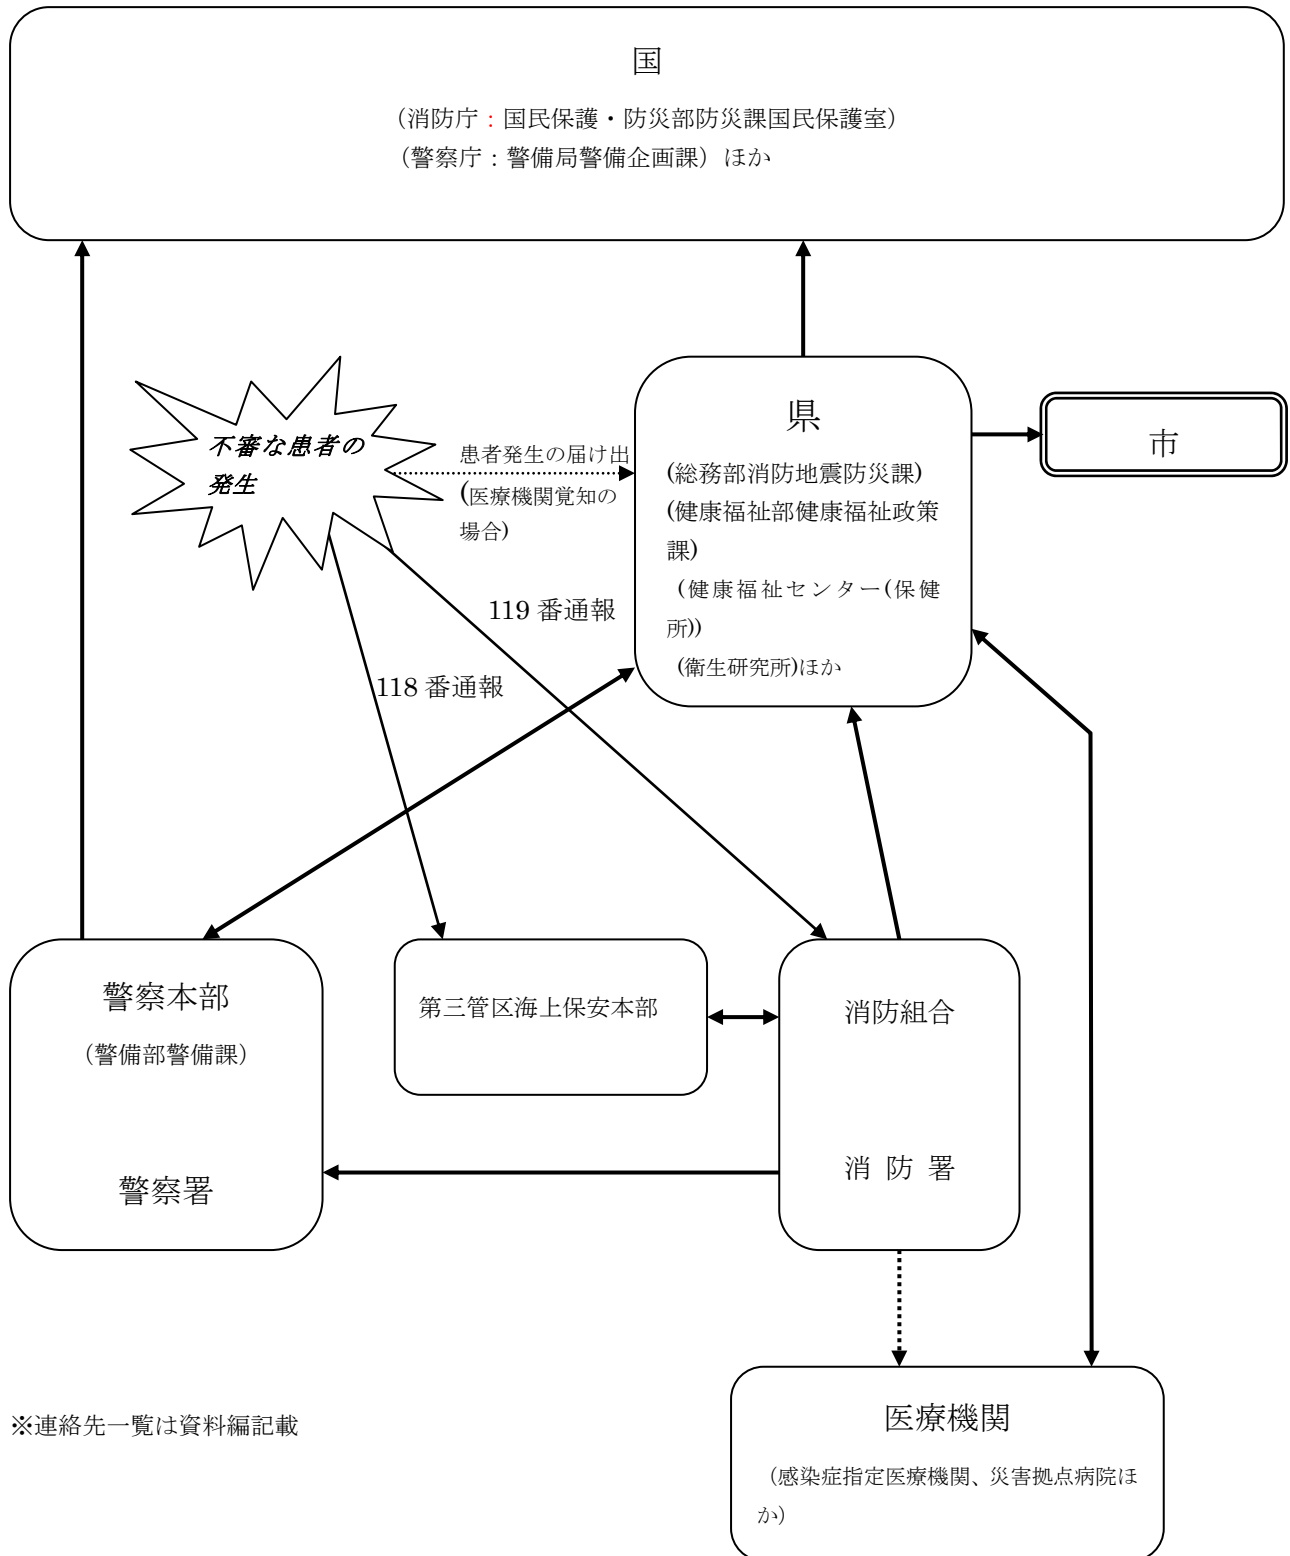 国
（消防庁：国民保護・防災部防災課国民保護室）
（警察庁：警備局警備企画課）ほか
不審な患者の
発生
患者発生の届け出
(医療機関覚知の
場合)
県
(総務部消防地震防災課)
(健康福祉部健康福祉政策
課)
(健康福祉センター(保健
所))
(衛生研究所)ほか
市
119 番通報
118 番通報
警察本部
（警備部警備課）
警察署
第三管区海上保安本部
消防組合
消 防 署
医療機関
（感染症指定医療機関、災害拠点病院ほ
か）
※連絡先一覧は資料編記載